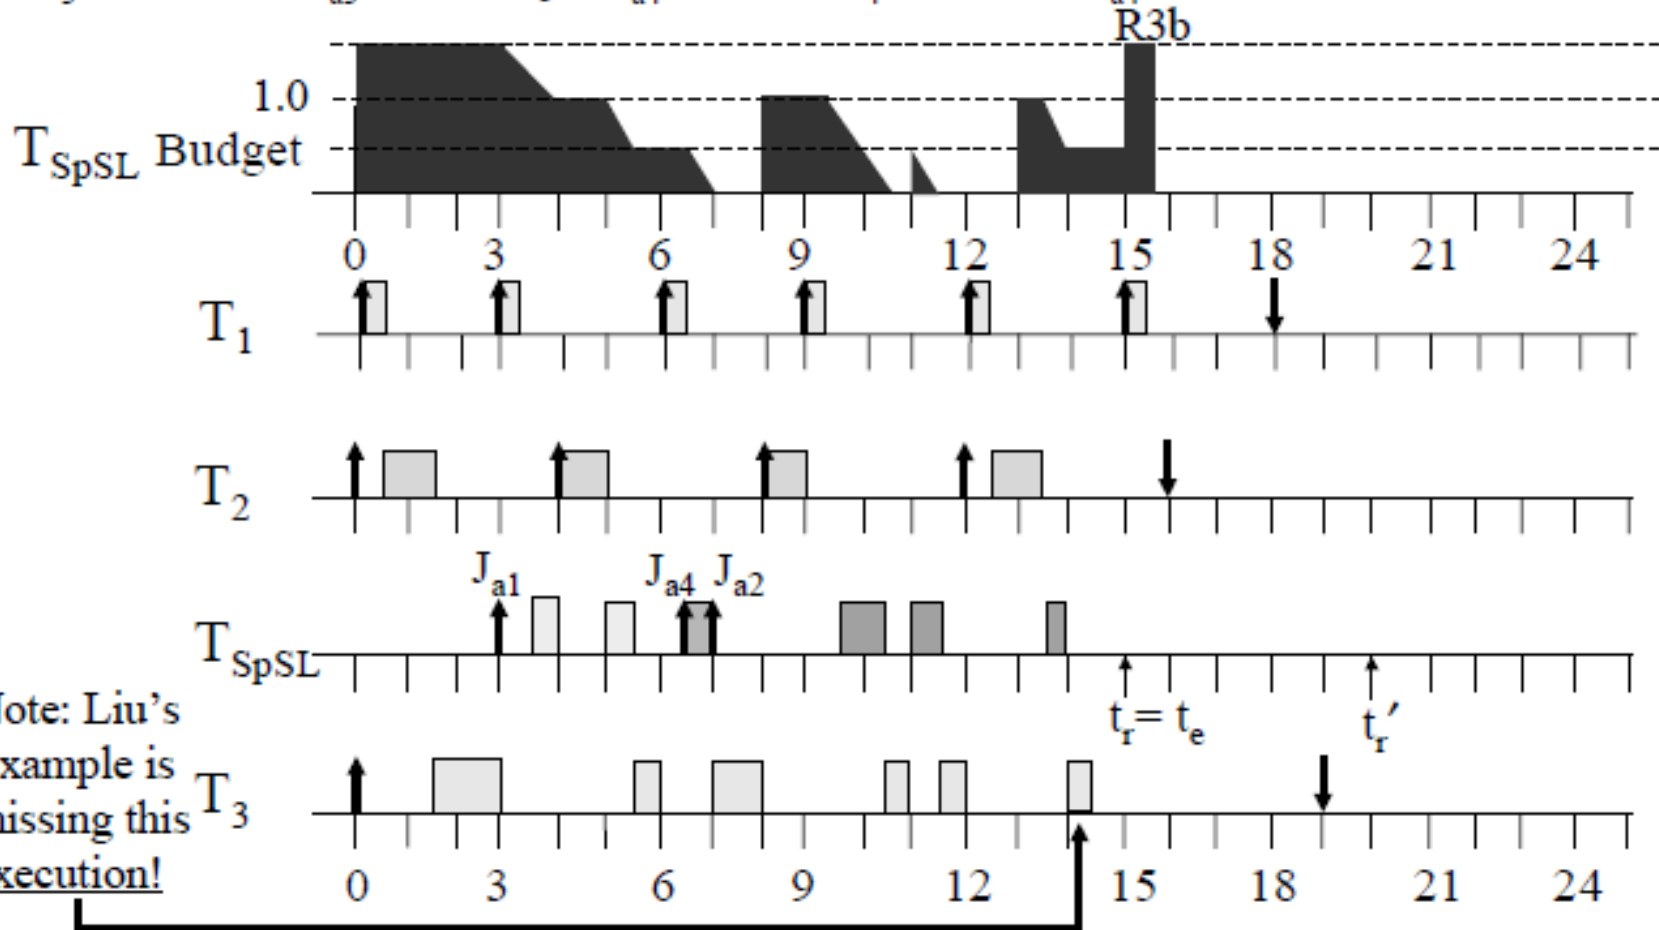 R3b
1.0
TSpSL Budget
0 3 6 9 12 15 18 21 24
T1
T2
Ja1 Ja4 Ja2
TSpSL
tr= te tr′
ote: Liu's
xample is
issing this
xecution!
T3
0 3 6 9 12 15 18 21 24